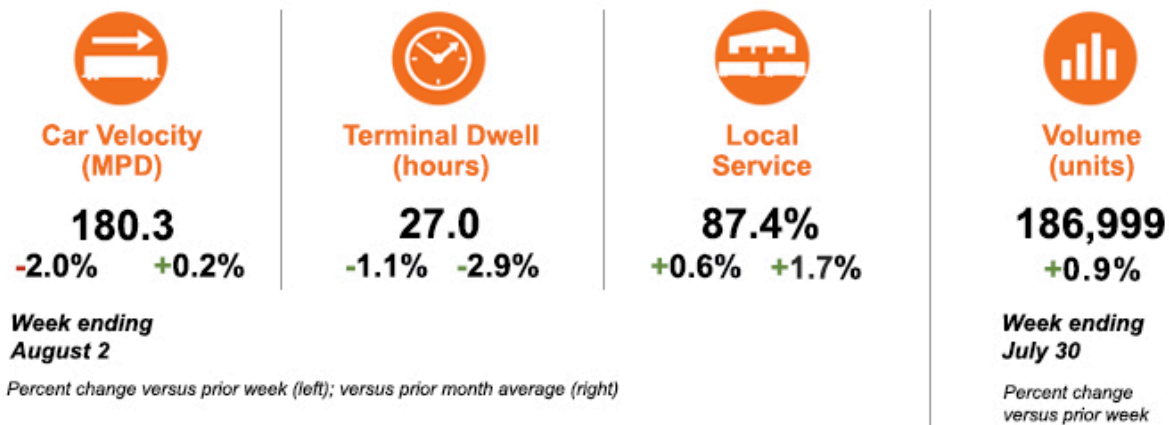 Car Velocity
(MPD)
180.3
-2.0% +0.2%
Terminal Dwell
(hours)
27.0
-1.1% -2.9%
Local
Service
87.4%
+0.6% +1.7%
Week ending
August 2
Percent change versus prior week (left); versus prior month average (right)
Volume
(units)
186,999
+0.9%
Week ending
July 30
Percent change
versus prior week